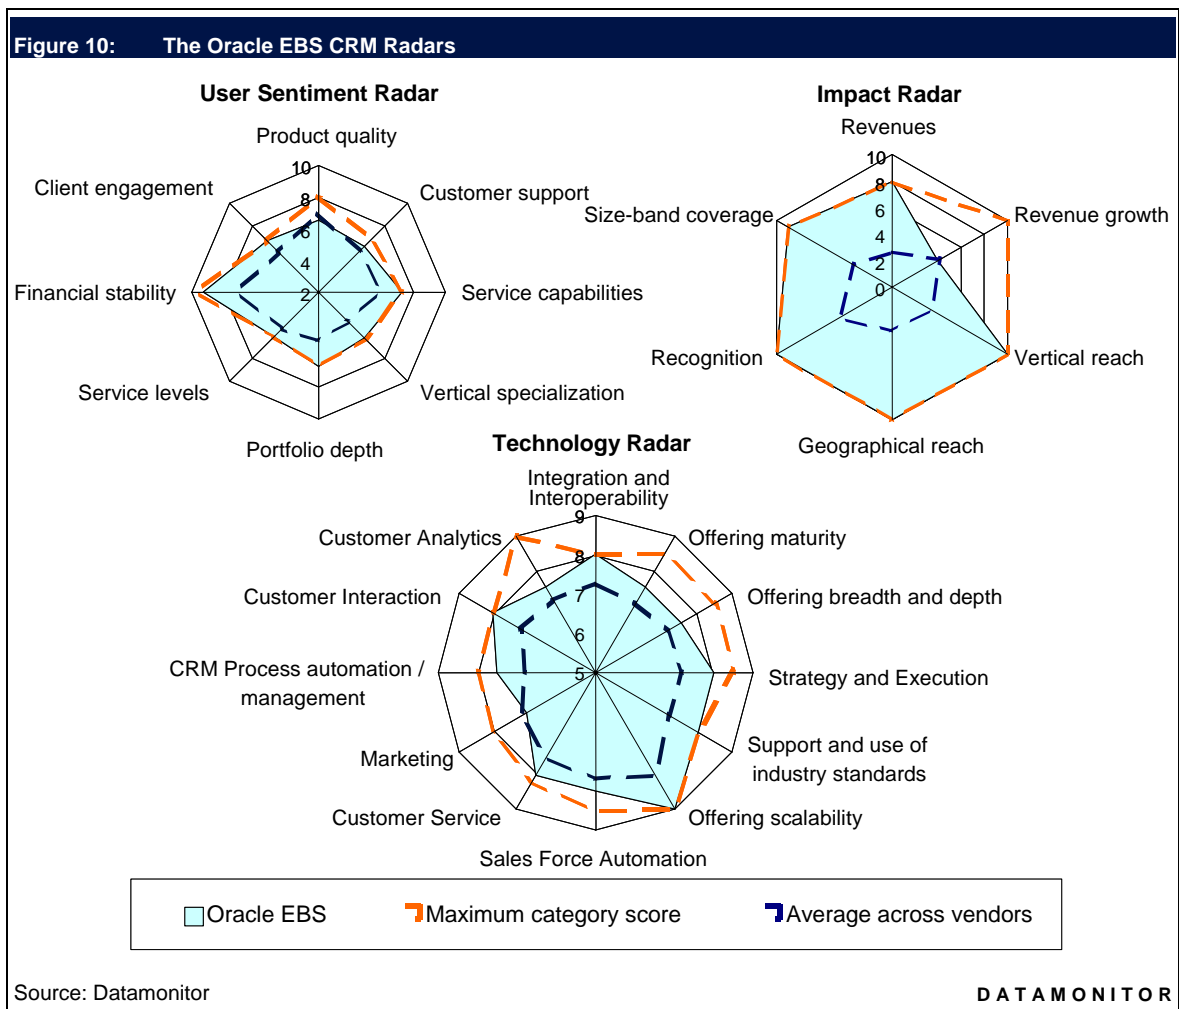 Figure 10: The Oracle EBS CRM Radars
User Sentiment Radar
Product quality
Customer support
Service capabilities
Vertical specialization
Portfolio depth
Service levels
Financial stability
Client engagement
10
8
6
4
2
Impact Radar
Revenues
Revenue growth
Vertical reach
Geographical reach
Recognition
Size-band coverage
10
8
6
4
2
0
Technology Radar
Integration and
Interoperability
Offering maturity
Offering breadth and depth
Strategy and Execution
Support and use of
industry standards
Offering scalability
Sales Force Automation
Customer Service
Marketing
CRM Process automation /
management
Customer Interaction
Customer Analytics
9
8
7
6
5
Oracle EBS
Maximum category score
Average across vendors
Source: Datamonitor
DATAMONITOR